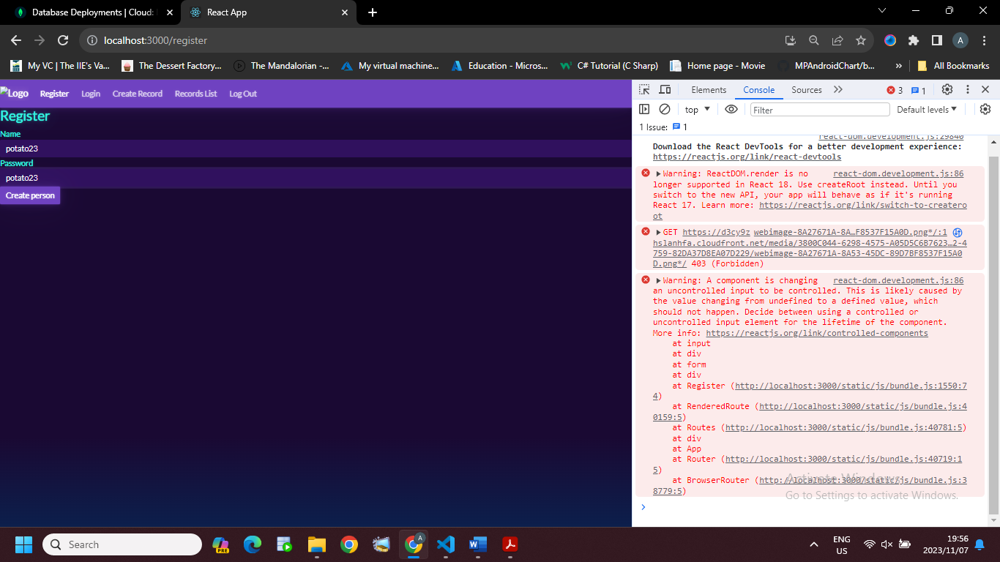 Database Deployments | Cloud:
React App
localhost:3000/register
A
My VC | The IIE's Va...
The Dessert Factory...
The Mandalorian -...
My virtual machine...
Education - Micros...
C# Tutorial (C Sharp)
Home page - Movie
MPAndroidChart/b...
»
All Bookmarks
Logo
Register
Login
Create Record
Records List
Log Out
Register
Name
potato23
Password
potato23
Create person
Elements
Console
Sources
3
1
top
Filter
Default levels
1 Issue:
1
react-dom.development.js:29840
Download the React DevTools for a better development experience:
https://reactjs.org/link/react-devtools
Warning: ReactDOM.render is no react-dom.development.js:86
longer supported in React 18. Use createRoot instead. Until you
switch to the new API, your app will behave as if it's running
React 17. Learn more: https://reactjs.org/link/switch-to-createro
ot
GET https://d3cy9z webimage-8A27671A-8A…F8537F15A0D.png*/:1
hslanhfa.cloudfront.net/media/3800C044-6298-4575-A05D5C6B7623…2-4
759-82DA37D8EA07D229/webimage-8A27671A-8A53-45DC-89D7BF8537F15A0
D.png*/ 403 (Forbidden)
Warning: A component is changing react-dom.development.js:86
an uncontrolled input to be controlled. This is likely caused by
the value changing from undefined to a defined value, which
should not happen. Decide between using a controlled or
uncontrolled input element for the lifetime of the component.
More info: https://reactjs.org/link/controlled-components
at input
at div
at form
at div
at Register (http://localhost:3000/static/js/bundle.js:1550:7
4)
at RenderedRoute (http://localhost:3000/static/js/bundle.js:4
0159:5)
at Routes (http://localhost:3000/static/js/bundle.js:40781:5)
at div
at App
at Router (http://localhost:3000/static/js/bundle.js:40719:1
5)
at BrowserRouter (http://localhost:3000/static/js/bundle.js:3
8779:5)
Activate Windows
Go to Settings to activate Windows.
Search
PRE
A
ENG
US
19:56
2023/11/07